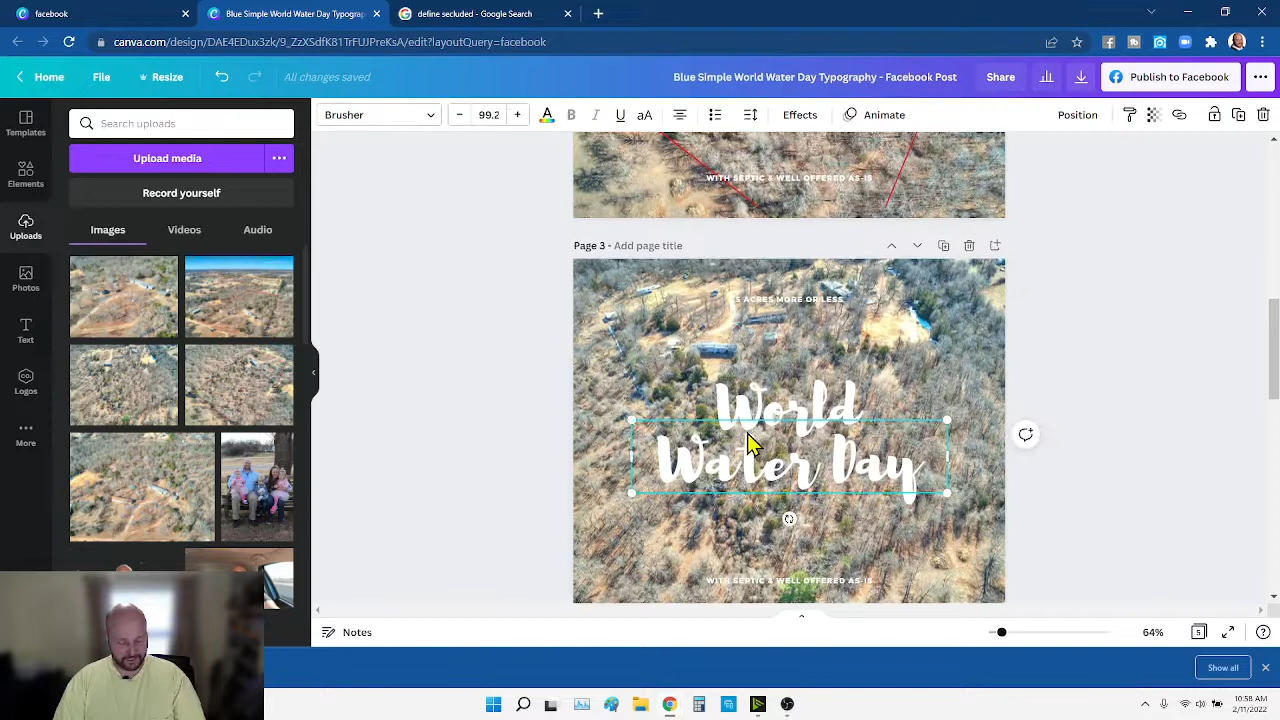 facebook
Blue Simple World Water Day Typograp
define secluded - Google Search
canva.com/design/DAE4Dux3zk/9_ZzXSdfK81TrFUJPreKsA/edit?layoutQuery=facebook
Home
File
Resize
All changes saved
Blue Simple World Water Day Typography - Facebook Post
Share
Publish to Facebook
Templates
Elements
Uploads
Photos
Text
Logos
More
Search uploads
Upload media
Record yourself
Images
Videos
Audio
Brusher
99.2
A
B
I
U
aA
Effects
Animate
Position
WITH SEPTIC & WELL OFFERED AS-IS
Page 3 - Add page title
5 ACRES MORE OR LESS
World
Water Day
WITH SEPTIC & WELL OFFERED AS-IS
Notes
64%
5
Show all
10:58 AM
2/11/2022